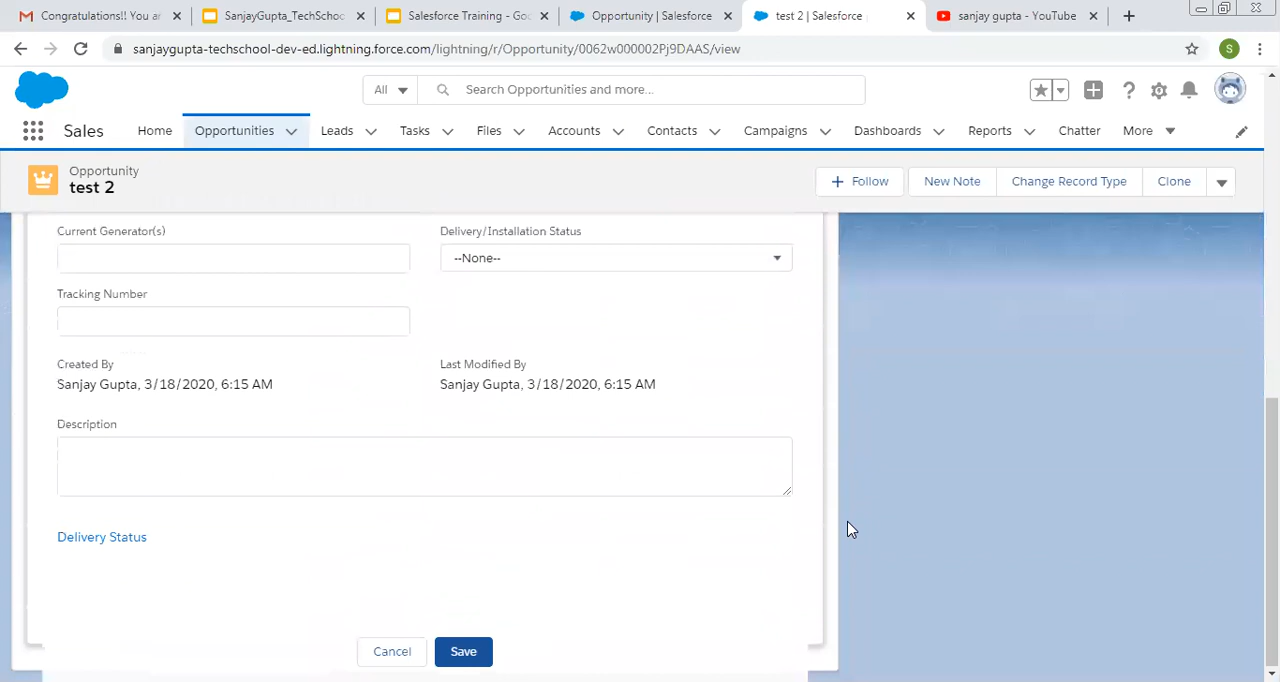 Congratulations!! You ar
SanjayGupta_TechSchoo
Salesforce Training - Goo
Opportunity | Salesforce
test 2 | Salesforce
sanjay gupta - YouTube
sanjaygupta-techschool-dev-ed.lightning.force.com/lightning/r/Opportunity/0062w000002Pj9DAAS/view
S
All
Search Opportunities and more...
Sales
Home
Opportunities
Leads
Tasks
Files
Accounts
Contacts
Campaigns
Dashboards
Reports
Chatter
More
Opportunity
test 2
Follow
New Note
Change Record Type
Clone
Current Generator(s)
Delivery/Installation Status
--None--
Tracking Number
Created By
Last Modified By
Sanjay Gupta, 3/18/2020, 6:15 AM
Sanjay Gupta, 3/18/2020, 6:15 AM
Description
Delivery Status
Cancel
Save